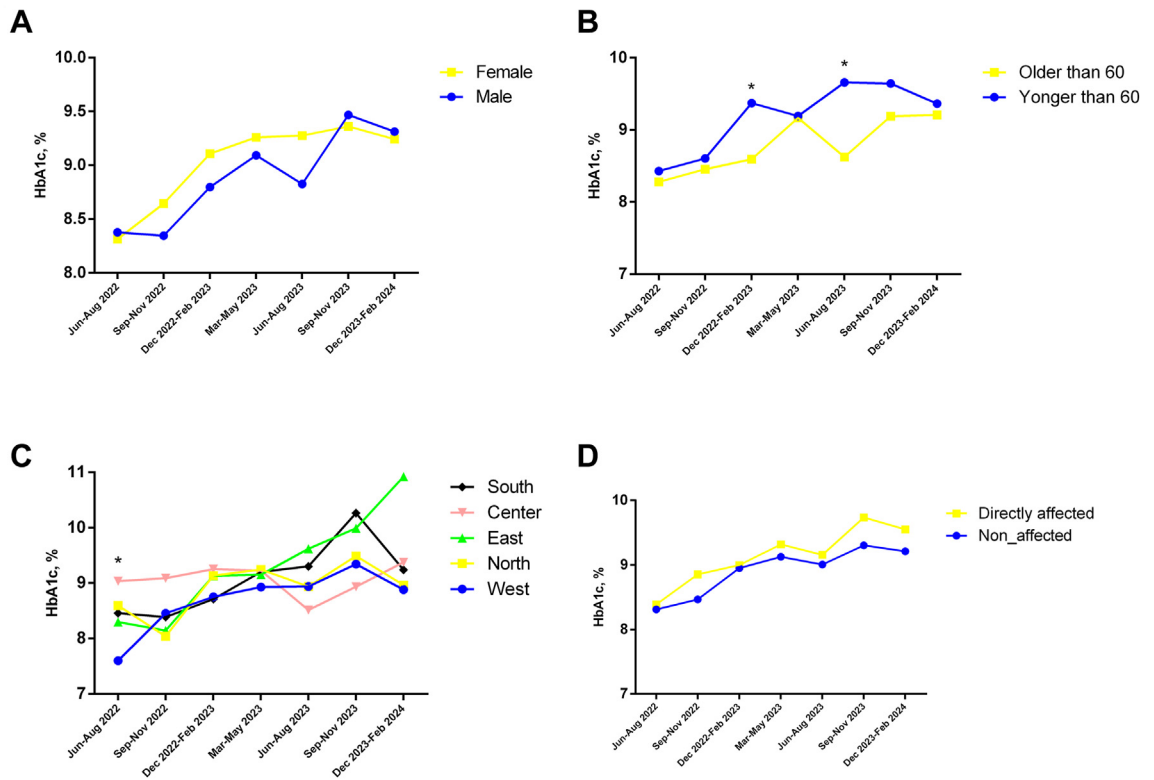 A
10.0
9.5
9.0
8.5
8.0
HbA1c, %
Jun-Aug 2022
Sep-Nov 2022
Dec 2022-Feb 2023
Mar-May 2023
Jun-Aug 2023
Sep-Nov 2023
Dec 2023-Feb 2024
Female
Male
B
10
9
8
7
HbA1c, %
*
*
Jun-Aug 2022
Sep-Nov 2022
Dec 2022-Feb 2023
Mar-May 2023
Jun-Aug 2023
Sep-Nov 2023
Dec 2023-Feb 2024
Older than 60
Yonger than 60
C
11
10
9
8
7
HbA1c, %
*
Jun-Aug 2022
Sep-Nov 2022
Dec 2022-Feb 2023
Mar-May 2023
Jun-Aug 2023
Sep-Nov 2023
Dec 2023-Feb 2024
South
Center
East
North
West
D
10
9
8
7
HbA1c, %
Jun-Aug 2022
Sep-Nov 2022
Dec 2022-Feb 2023
Mar-May 2023
Jun-Aug 2023
Sep-Nov 2023
Dec 2023-Feb 2024
Directly affected
Non_affected